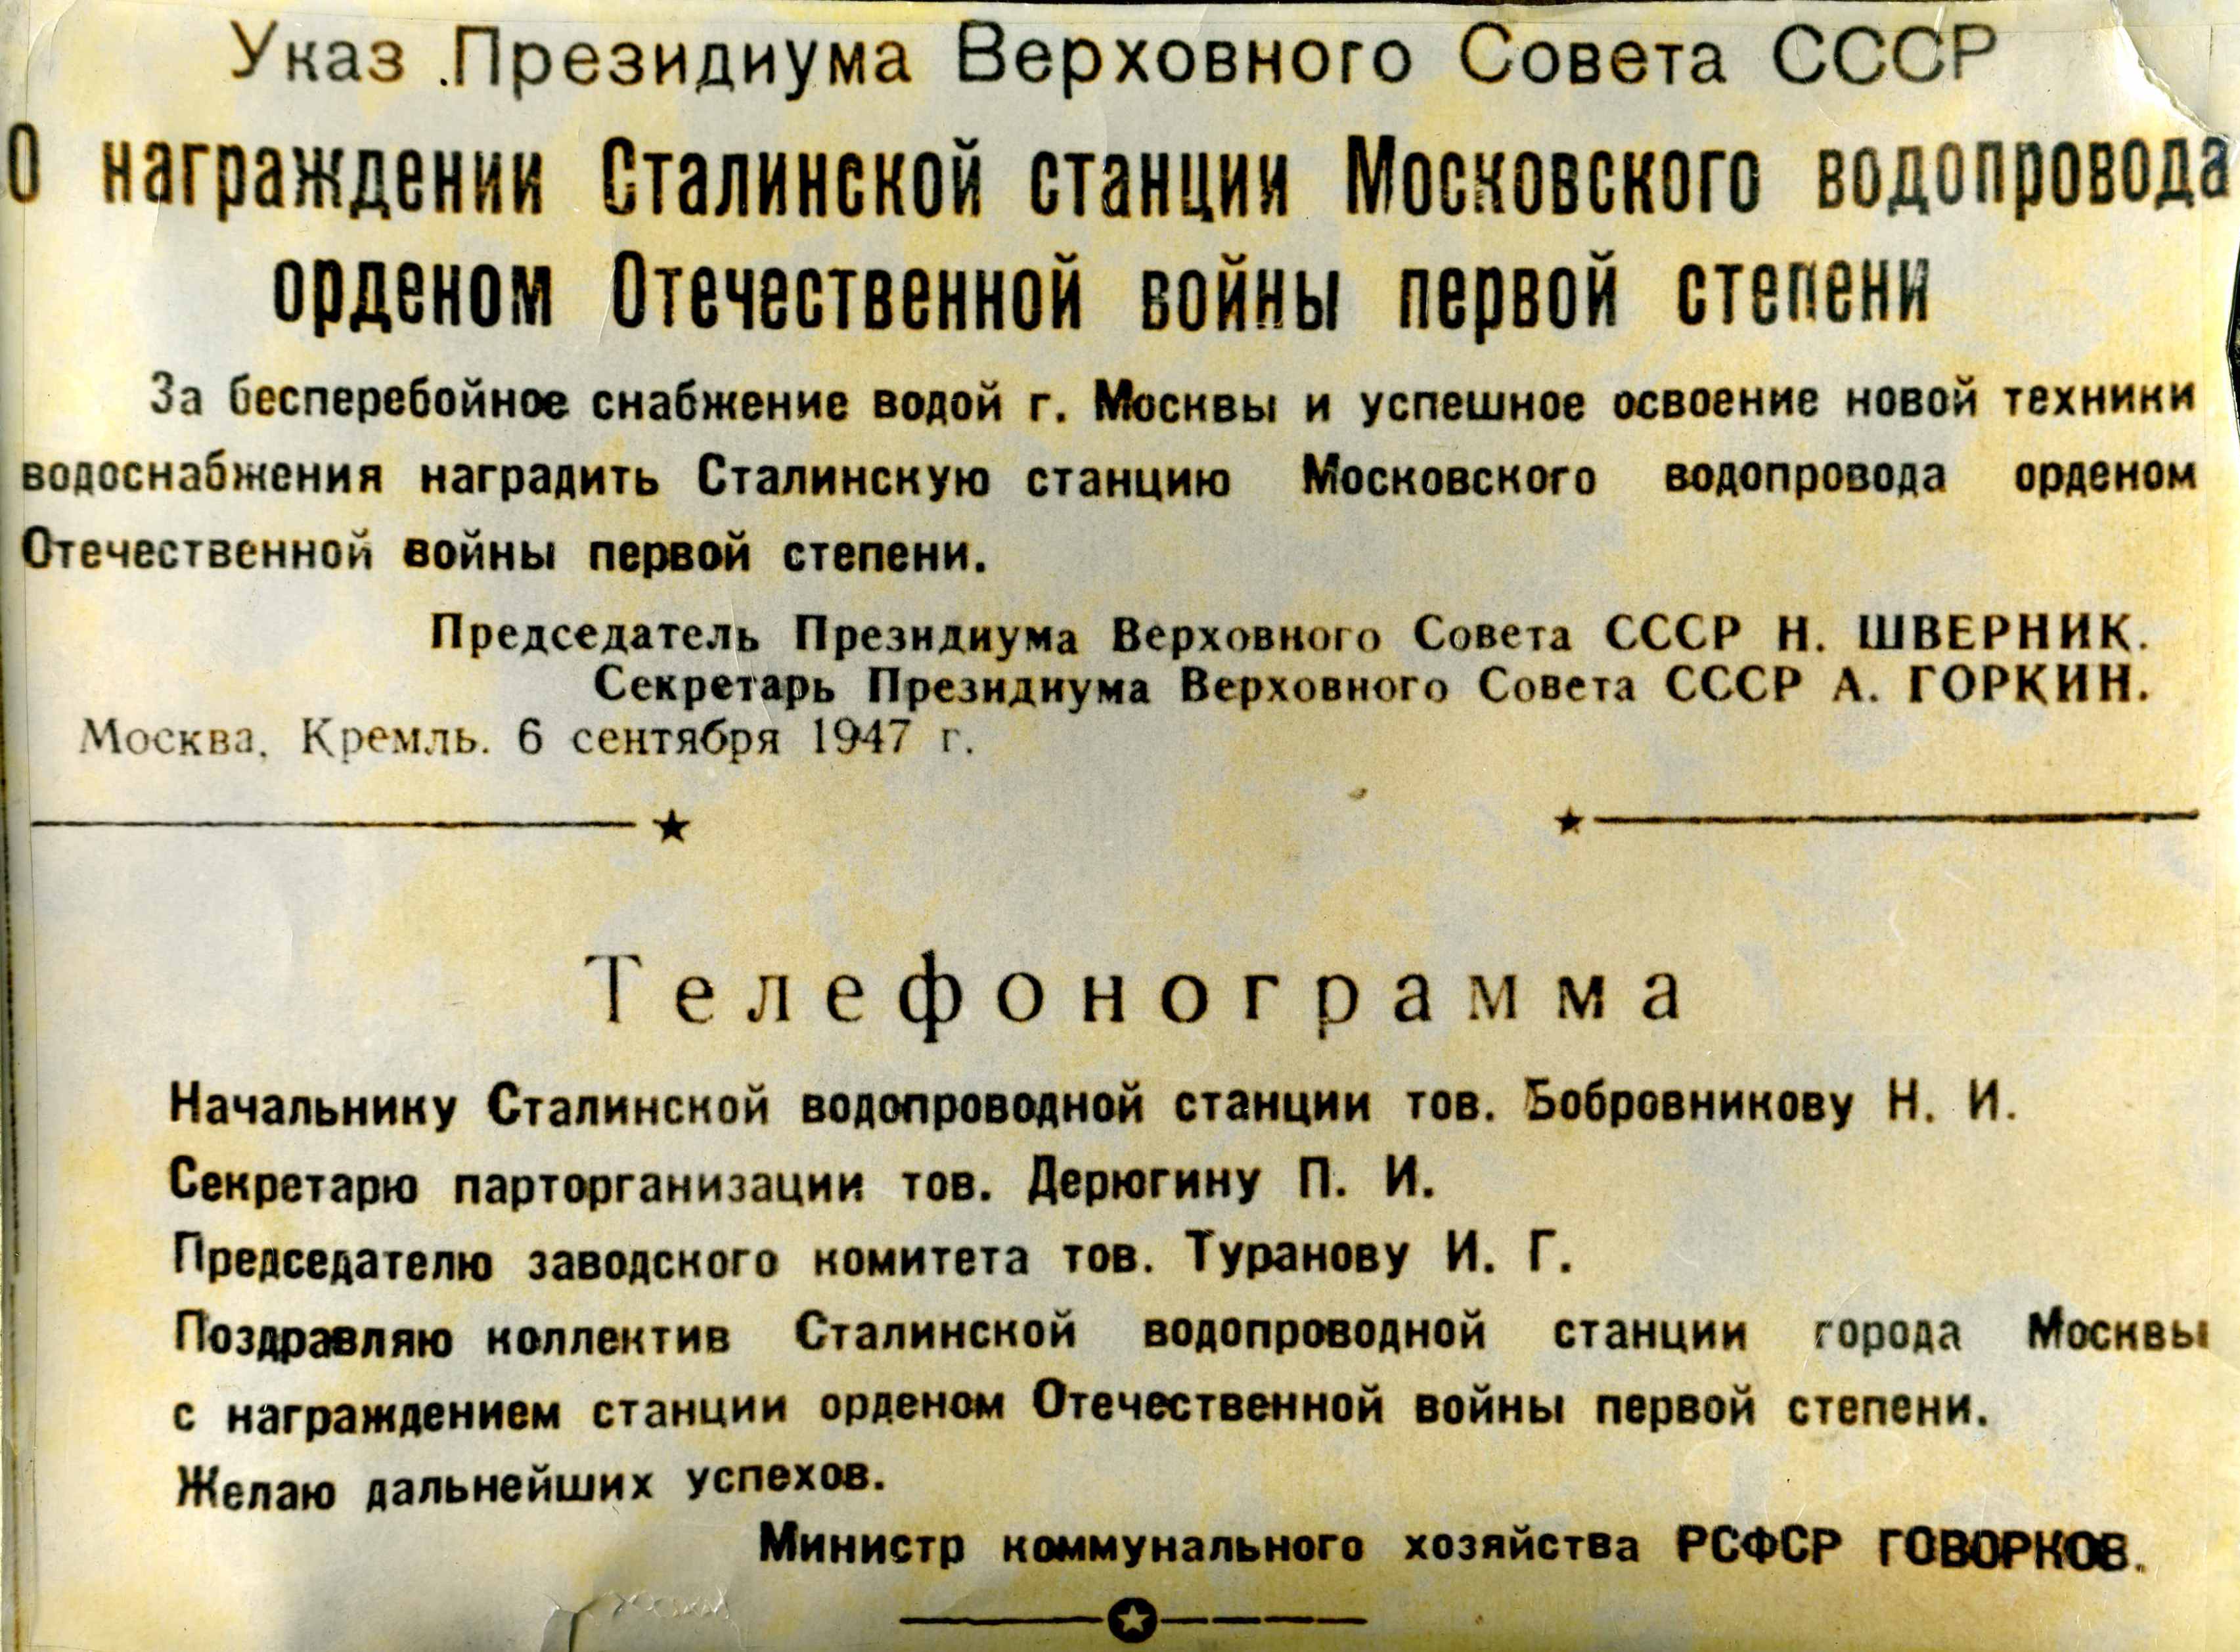 Указ Президиума Верховного Совета СССР
О награждении Сталинской станции Московского водопровода
орденом Отечественной войны первой степени
За бесперебойное снабжение водой г. Москвы и успешное освоение новой техники
водоснабжения наградить Сталинскую станцию Московского водопровода орденом
Отечественной войны первой степени.
Председатель Президиума Верховного Совета СССР Н. ШВЕРНИК.
Секретарь Президиума Верховного Совета СССР А. ГОРКИН.
Москва, Кремль. 6 сентября 1947 г.
Телефонограмма
Начальнику Сталинской водопроводной станции тов. Бобровникову Н. И.
Секретарю парторганизации тов. Дерюгину П. И.
Председателю заводского комитета тов. Туранову И. Г.
Поздравляю коллектив Сталинской водопроводной станции города Москвы
с награждением станции орденом Отечественной войны первой степени.
Желаю дальнейших успехов.
Министр коммунального хозяйства РСФСР ГОВОРКОВ.